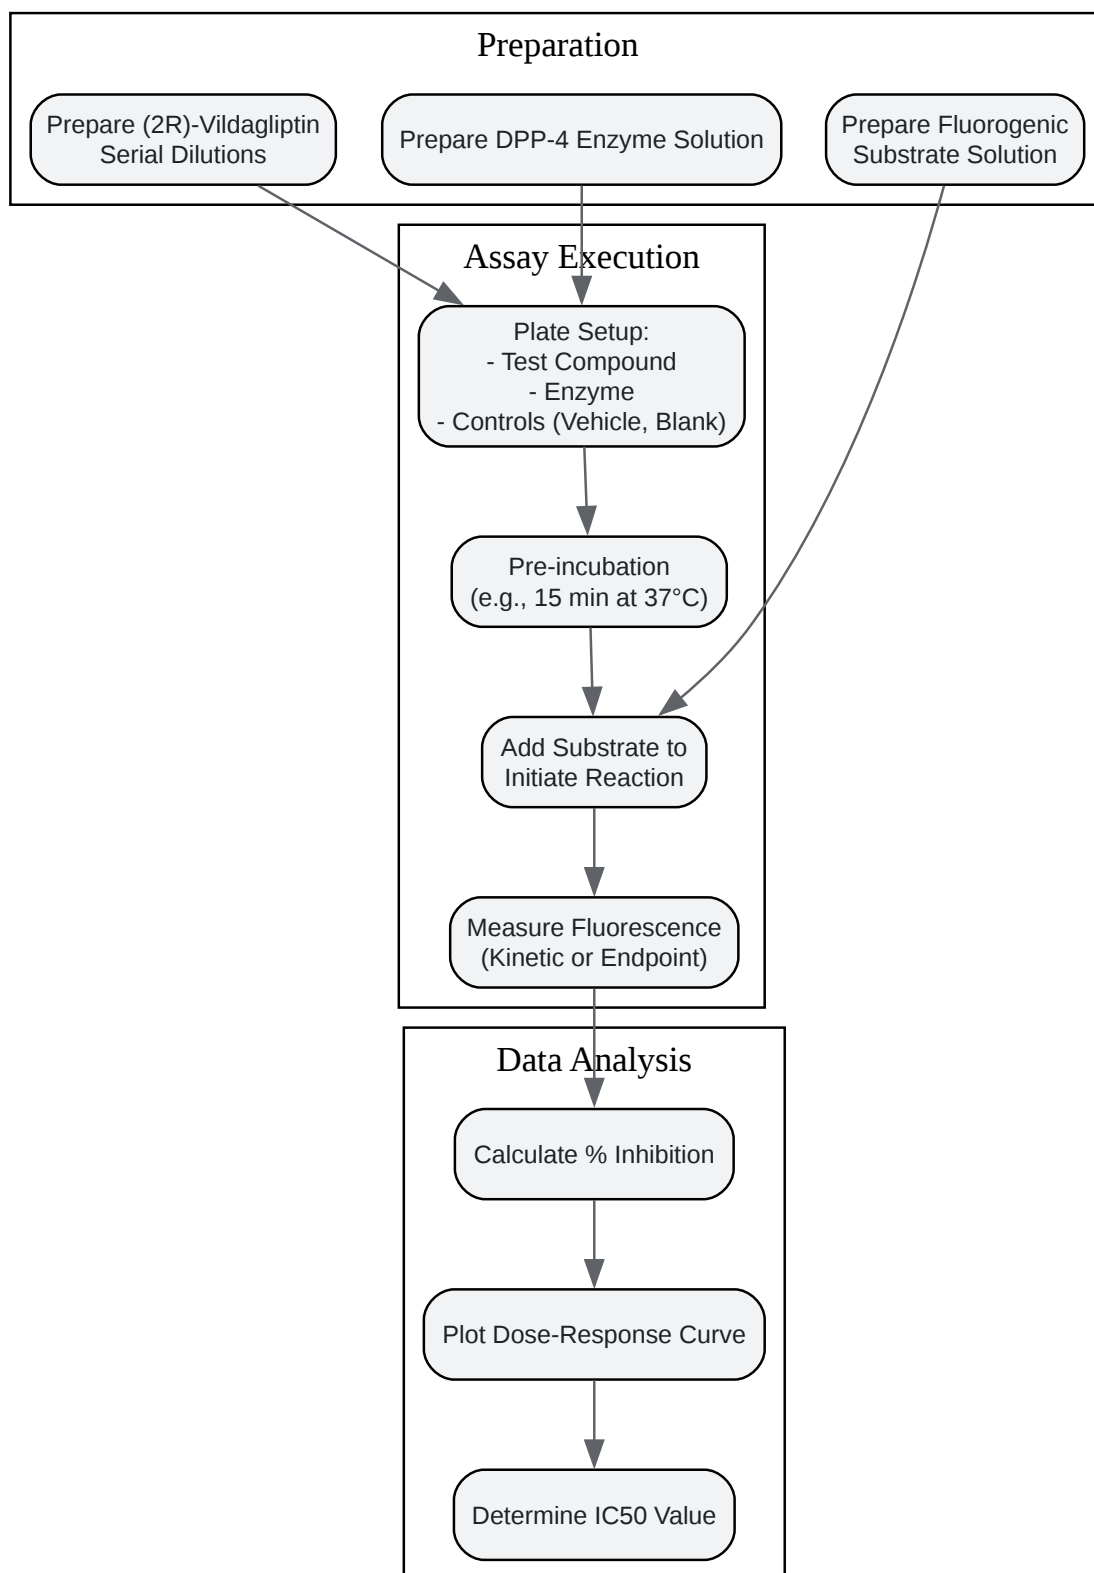 Preparation
Prepare (2R)-Vildagliptin
Serial Dilutions
Prepare DPP-4 Enzyme Solution
Prepare Fluorogenic
Substrate Solution
Assay Execution
Plate Setup:
- Test Compound
- Enzyme
- Controls (Vehicle, Blank)
Pre-incubation
(e.g., 15 min at 37°C)
Add Substrate to
Initiate Reaction
Measure Fluorescence
(Kinetic or Endpoint)
Data Analysis
Calculate % Inhibition
Plot Dose-Response Curve
Determine IC50 Value